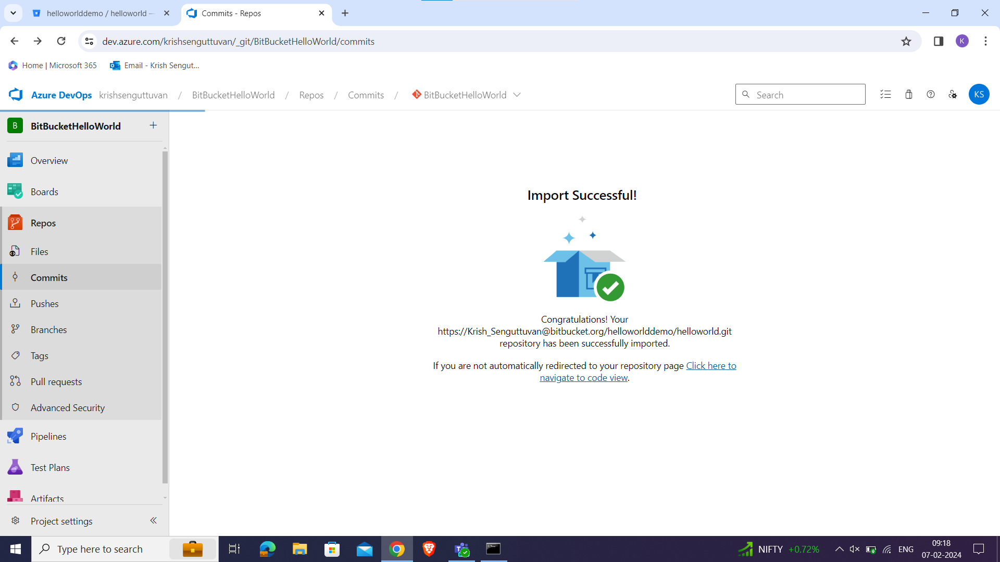 helloworlddemo / helloworld —
Commits - Repos
dev.azure.com/krishsenguttuvan/_git/BitBucketHelloWorld/commits
K
Home | Microsoft 365
Email - Krish Sengut...
Azure DevOps krishsenguttuvan / BitBucketHelloWorld / Repos / Commits / BitBucketHelloWorld
Search
KS
B BitBucketHelloWorld
Overview
Boards
Repos
Files
Commits
Pushes
Branches
Tags
Pull requests
Advanced Security
Pipelines
Test Plans
Artifacts
Project settings
Import Successful!
Congratulations! Your
https://Krish_Senguttuvan@bitbucket.org/helloworlddemo/helloworld.git
repository has been successfully imported.
If you are not automatically redirected to your repository page Click here to
navigate to code view.
Type here to search
NIFTY +0.72%
ENG
09:18
07-02-2024